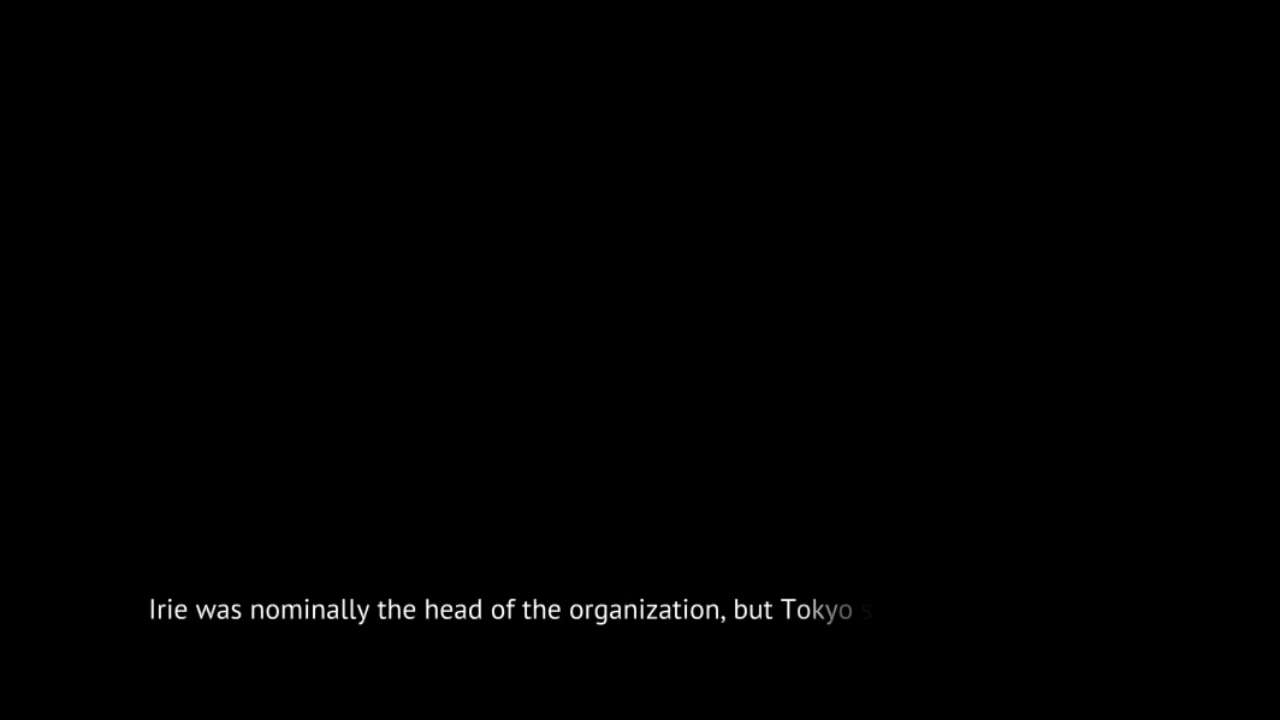 Irie was nominally the head of the organization, but Tokyo s